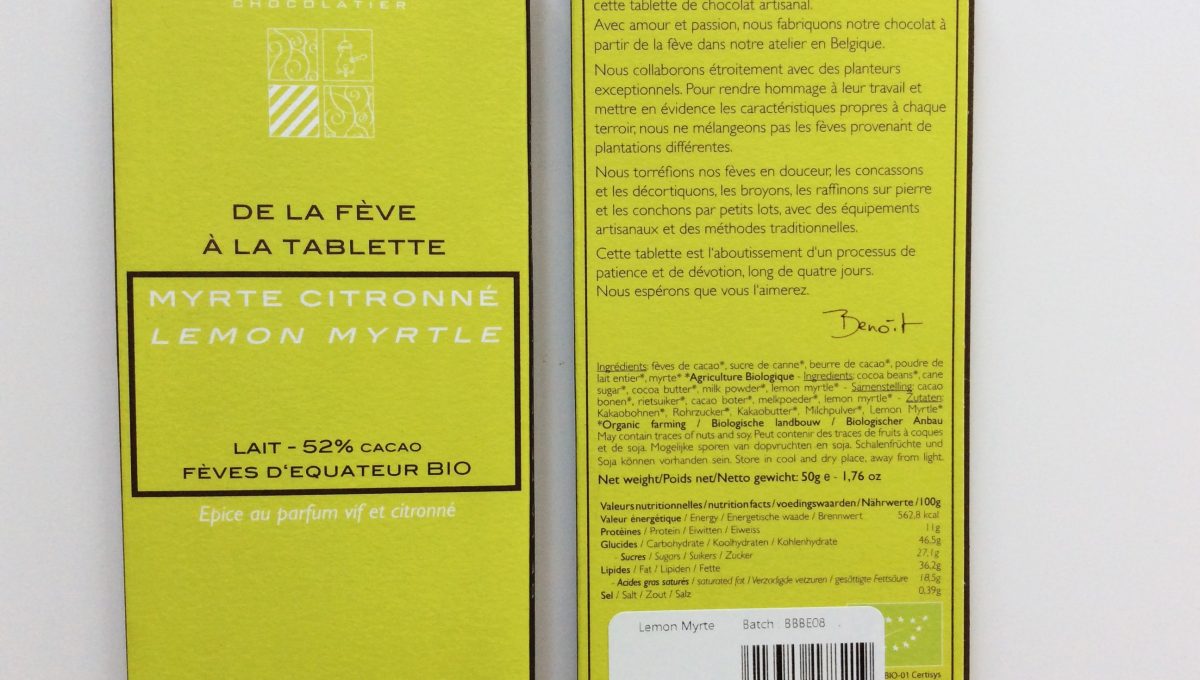 CHOCOLATIER
DE LA FÈVE
À LA TABLETTE
MYRTE CITRONNÉ
LEMON MYRTLE
LAIT - 52% CACAO
FÈVES D'EQUATEUR BIO
Epice au parfum vif et citronné
cette tablette de chocolat artisanal.
Avec amour et passion, nous fabriquons notre chocolat à
partir de la fève dans notre atelier en Belgique.
Nous collaborons étroitement avec des planteurs
exceptionnels. Pour rendre hommage à leur travail et
mettre en évidence les caractéristiques propres à chaque
terroir, nous ne mélangeons pas les fèves provenant de
plantations différentes.
Nous torréfions nos fèves en douceur, les concassons
et les décortiquons, les broyons, les raffinons sur pierre
et les conchons par petits lots, avec des équipements
artisanaux et des méthodes traditionnelles.
Cette tablette est l'aboutissement d'un processus de
patience et de dévotion, long de quatre jours.
Nous espérons que vous l'aimerez.
Benoît
Ingrédients: fèves de cacao*, sucre de canne*, beurre de cacao*, poudre de
lait entier*, myrte* *Agriculture Biologique - Ingredients: cocoa beans*, cane
sugar*, cocoa butter*, milk powder*, lemon myrtle* - Samenstelling: cacao
bonen*, rietsuiker*, cacao boter*, melkpoeder*, lemon myrtle* - Zutaten:
Kakaobohnen*, Rohrzucker*, Kakaobutter*, Milchpulver*, Lemon Myrtle*
*Organic farming / Biologische landbouw / Biologischer Anbau
May contain traces of nuts and soy. Peut contenir des traces de fruits à coques
et de soja. Mogelijke sporen van dopvruchten en soja. Schalenfrüchte und
Soja können vorhanden sein. Store in cool and dry place, away from light.
Net weight/Poids net/Netto gewicht: 50g e - 1,76 oz
Valeurs nutritionnelles / nutrition facts / voedingswaarden / Nährwerte /100g
Valeur énergétique / Energy / Energetische waade / Brennwert 562,8 kcal
Protéines / Protein / Eiwitten / Eiweiss 11g
Glucides / Carbohydrate / Koolhydraten / Kohlenhydrate 46,5g
- Sucres / Sugars / Suikers / Zucker 27,1g
Lipides / Fat / Lipiden / Fette 36,2g
- Acides gras saturés / saturated fat / Verzadigde vetzuren / gesättigte Fettsäure 18,5g
Sel / Salt / Zout / Salz 0,39g
Lemon Myrte Batch : BBBE08
BIO-01 Certisys